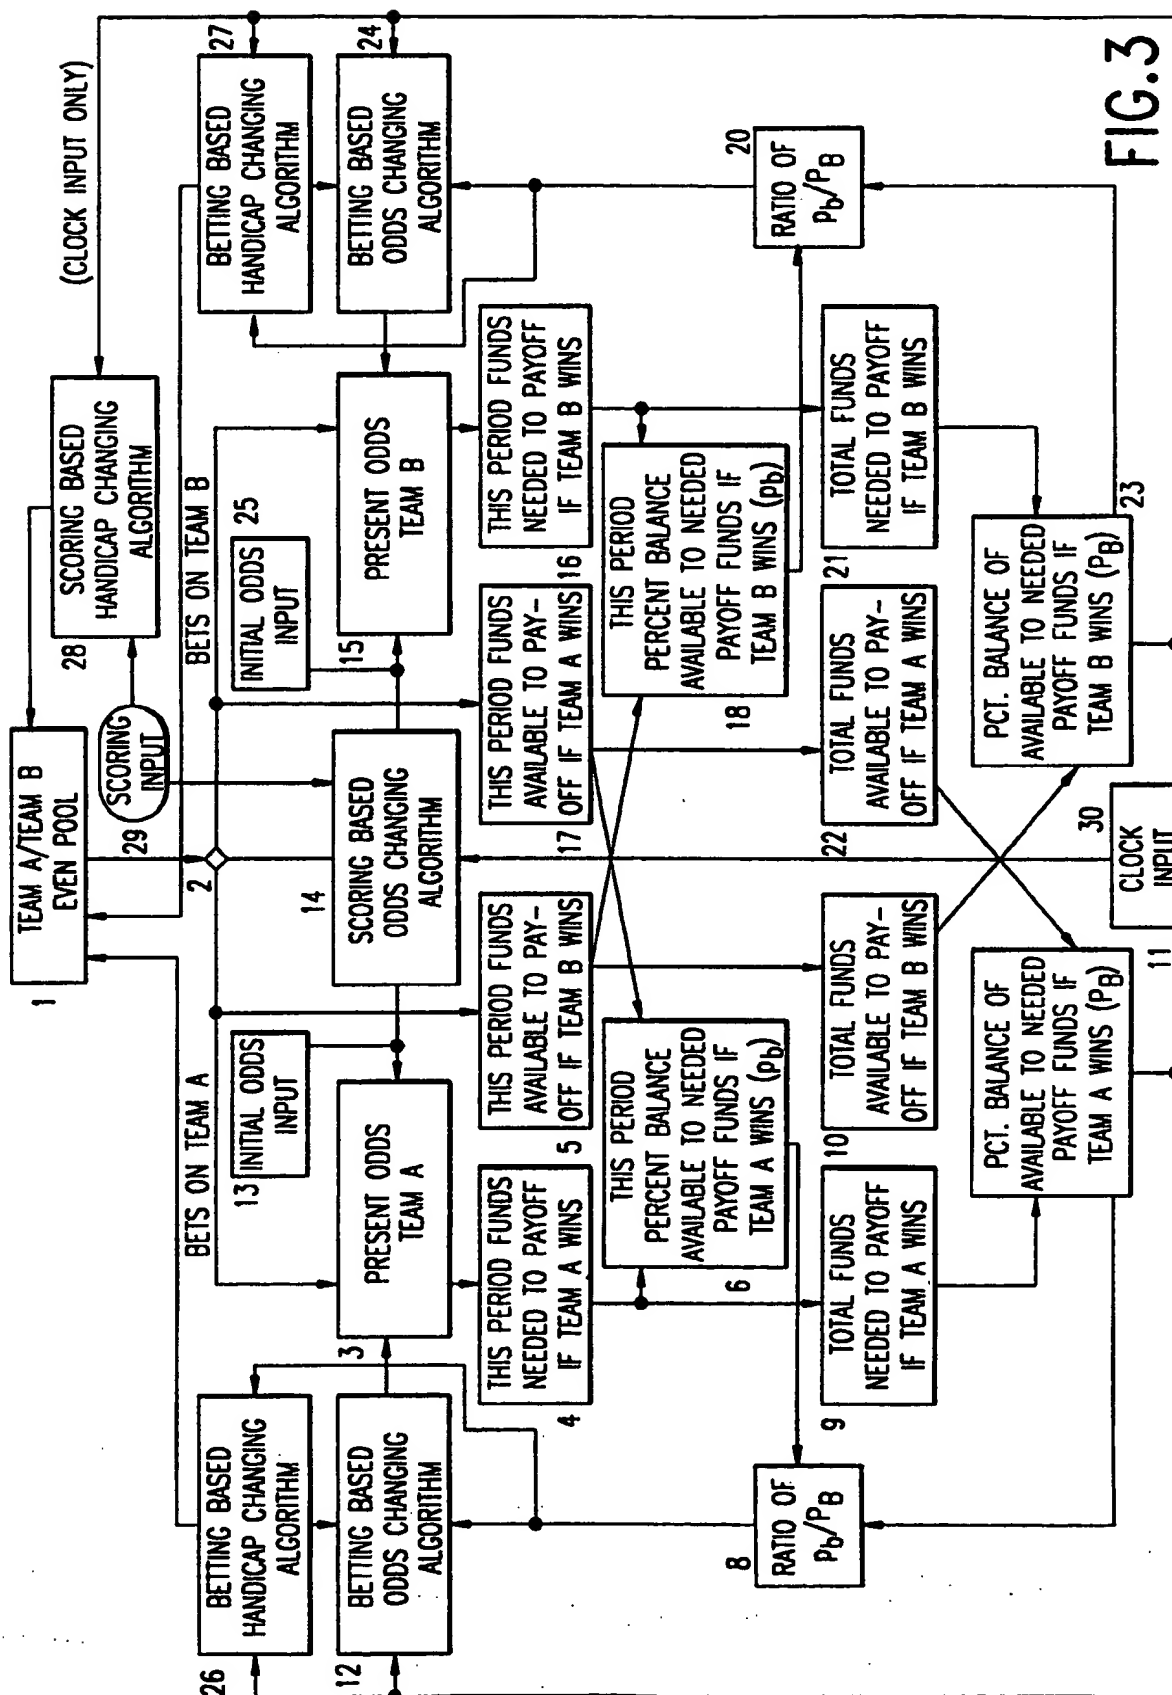 FIG.3
1
TEAM A/TEAM B
EVEN POOL
28
SCORING BASED
HANDICAP CHANGING
ALGORITHM
(CLOCK INPUT ONLY)
29
SCORING
INPUT
2
BETS ON TEAM A
BETS ON TEAM B
26
BETTING BASED
HANDICAP CHANGING
ALGORITHM
27
BETTING BASED
HANDICAP CHANGING
ALGORITHM
13
INITIAL ODDS
INPUT
25
INITIAL ODDS
INPUT
12
BETTING BASED
ODDS CHANGING
ALGORITHM
3
PRESENT ODDS
TEAM A
14
SCORING BASED
ODDS CHANGING
ALGORITHM
15
PRESENT ODDS
TEAM B
24
BETTING BASED
ODDS CHANGING
ALGORITHM
4
THIS PERIOD FUNDS
NEEDED TO PAYOFF
IF TEAM A WINS
5
THIS PERIOD FUNDS
AVAILABLE TO PAY-
OFF IF TEAM B WINS
17
THIS PERIOD FUNDS
AVAILABLE TO PAY-
OFF IF TEAM A WINS
16
THIS PERIOD FUNDS
NEEDED TO PAYOFF
IF TEAM B WINS
6
THIS PERIOD
PERCENT BALANCE
AVAILABLE TO NEEDED
PAYOFF FUNDS IF
TEAM A WINS (pb)
18
THIS PERIOD
PERCENT BALANCE
AVAILABLE TO NEEDED
PAYOFF FUNDS IF
TEAM B WINS (pb)
8
RATIO OF
Pb/PB
20
RATIO OF
Pb/PB
9
TOTAL FUNDS
NEEDED TO PAYOFF
IF TEAM A WINS
10
TOTAL FUNDS
AVAILABLE TO PAY-
OFF IF TEAM B WINS
22
TOTAL FUNDS
AVAILABLE TO PAY-
OFF IF TEAM A WINS
21
TOTAL FUNDS
NEEDED TO PAYOFF
IF TEAM B WINS
11
PCT. BALANCE OF
AVAILABLE TO NEEDED
PAYOFF FUNDS IF
TEAM A WINS (PB)
23
PCT. BALANCE OF
AVAILABLE TO NEEDED
PAYOFF FUNDS IF
TEAM B WINS (PB)
30
CLOCK
INPUT